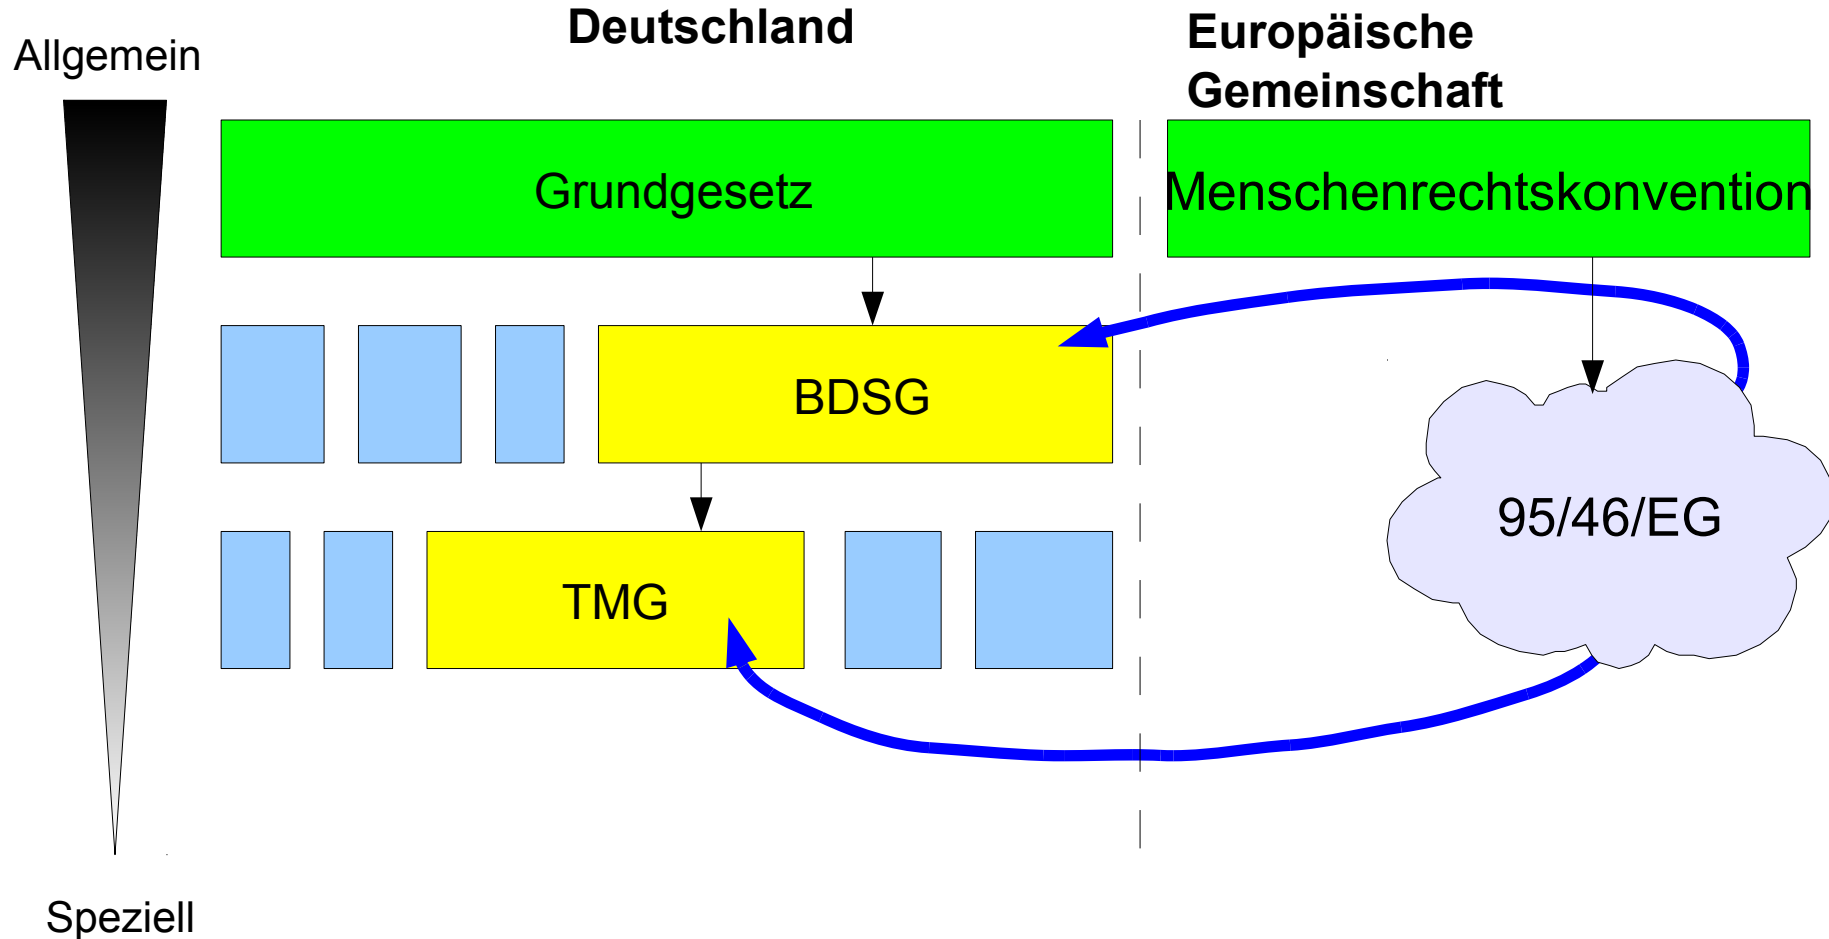 Deutschland
Europäische
Gemeinschaft
Allgemein
Grundgesetz
Menschenrechtskonvention
BDSG
95/46/EG
TMG
Speziell